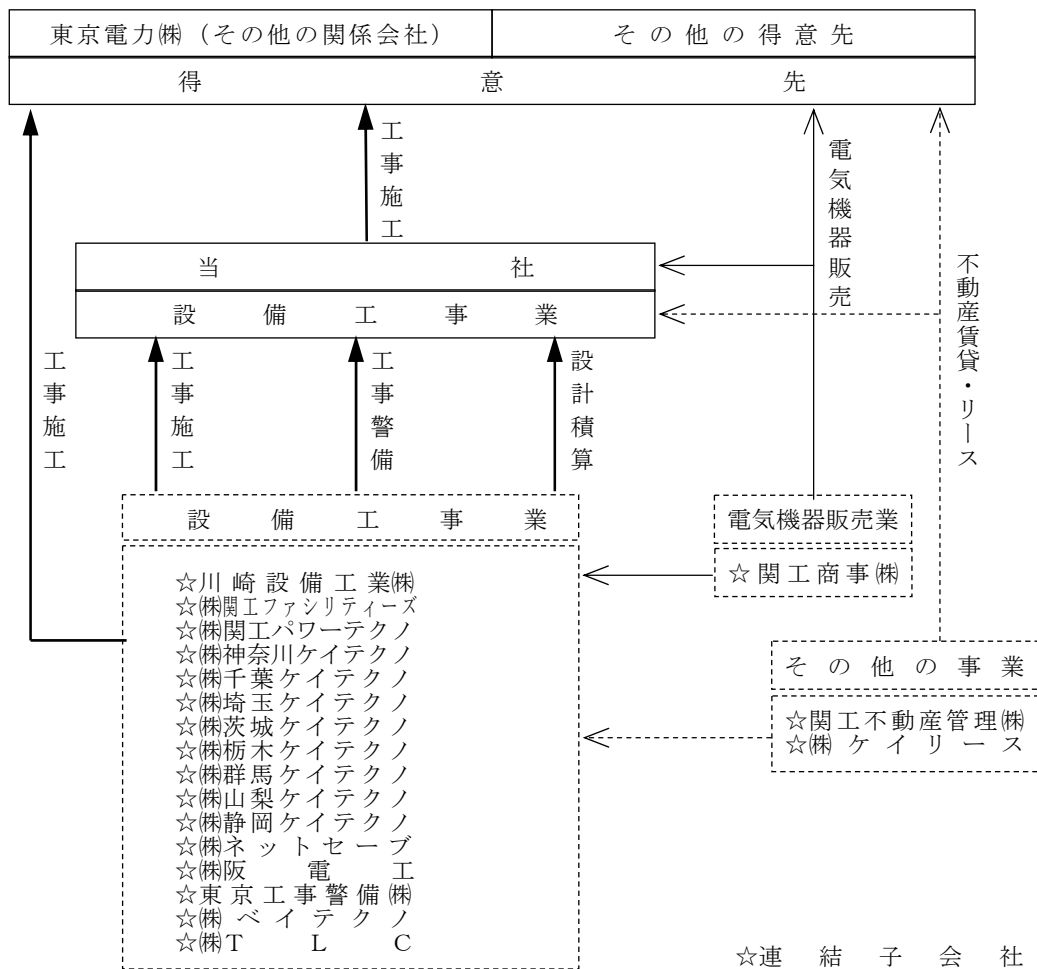 東京電力㈱（その他の関係会社）
その他の得意先
得意先
工事施工
電気機器販売
当社
設備工事業
不動産賃貸・リース
工事施工
工事施工
工事警備
設計積算
設備工事業
電気機器販売業
☆関工商事㈱
☆川崎設備工業㈱
☆㈱関工ファシリティーズ
☆㈱関工パワーテクノ
☆㈱神奈川ケイテクノ
☆㈱千葉ケイテクノ
☆㈱埼玉ケイテクノ
☆㈱茨城ケイテクノ
☆㈱栃木ケイテクノ
☆㈱群馬ケイテクノ
☆㈱山梨ケイテクノ
☆㈱静岡ケイテクノ
☆㈱ネットセーブ
☆㈱阪電工
☆東京工事警備㈱
☆㈱ベイテクノ
☆㈱TLC
その他の事業
☆関工不動産管理㈱
☆㈱ケイリース
☆連結子会社